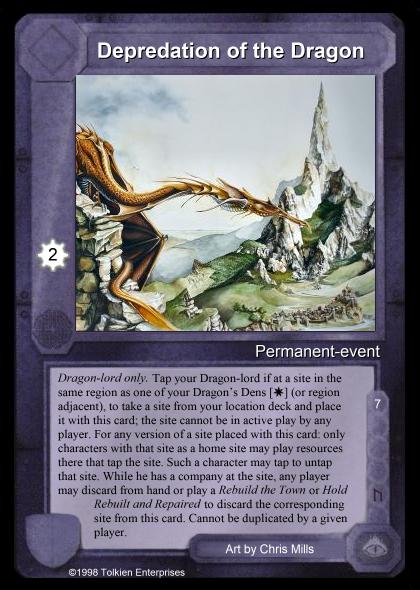 Depredation of the Dragon
2
Permanent-event
Dragon-lord only. Tap your Dragon-lord if at a site in the
same region as one of your Dragon's Dens [✷] (or region
adjacent), to take a site from your location deck and place
it with this card; the site cannot be in active play by any
player. For any version of a site placed with this card: only
characters with that site as a home site may play resources
there that tap the site. Such a character may tap to untap
that site. While he has a company at the site, any player
may discard from hand or play a Rebuild the Town or Hold
Rebuilt and Repaired to discard the corresponding
site from this card. Cannot be duplicated by a given
player.
7
Art by Chris Mills
©1998 Tolkien Enterprises